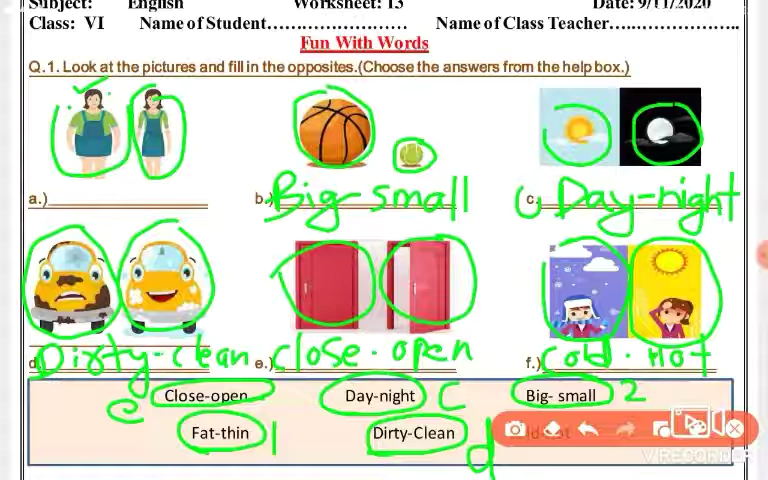 Subject: English Worksheet: 13 Date: 9/11/2020
Class: VI Name of Student…………………… Name of Class Teacher…..………………..
Fun With Words
Q.1. Look at the pictures and fill in the opposites.(Choose the answers from the help box.)
a.) b.) Big-small c. Day-night
d Dirty-clean e.) close-open f.) Cold-Hot
Close-open e Day-night C Big- small 2
Fat-thin 1 Dirty-Clean d
VIRECORDER